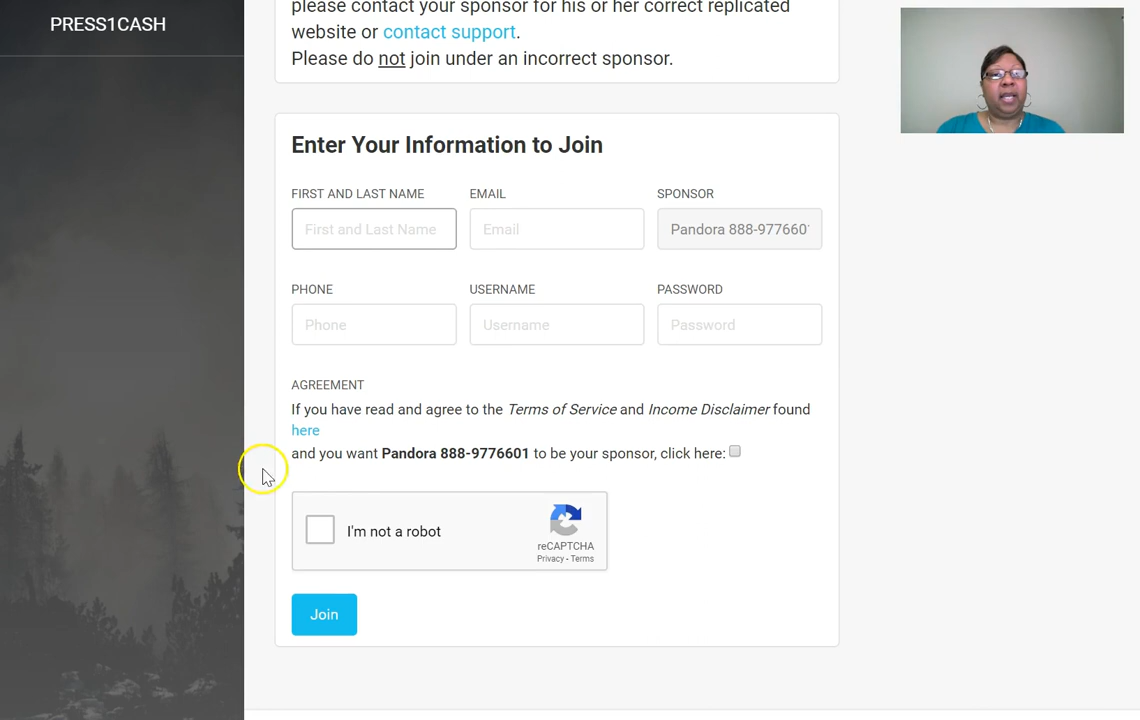 PRESS1CASH
please contact your sponsor for his or her correct replicated
website or contact support.
Please do not join under an incorrect sponsor.
Enter Your Information to Join
FIRST AND LAST NAME
EMAIL
SPONSOR
First and Last Name
Email
Pandora 888-9776601
PHONE
USERNAME
PASSWORD
Phone
Username
Password
AGREEMENT
If you have read and agree to the Terms of Service and Income Disclaimer found
here
and you want Pandora 888-9776601 to be your sponsor, click here:
I'm not a robot
reCAPTCHA
Privacy - Terms
Join